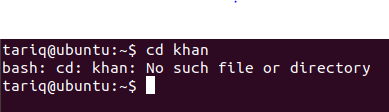 tariq@ubuntu:~$ cd khan
bash: cd: khan: No such file or directory
tariq@ubuntu:~$